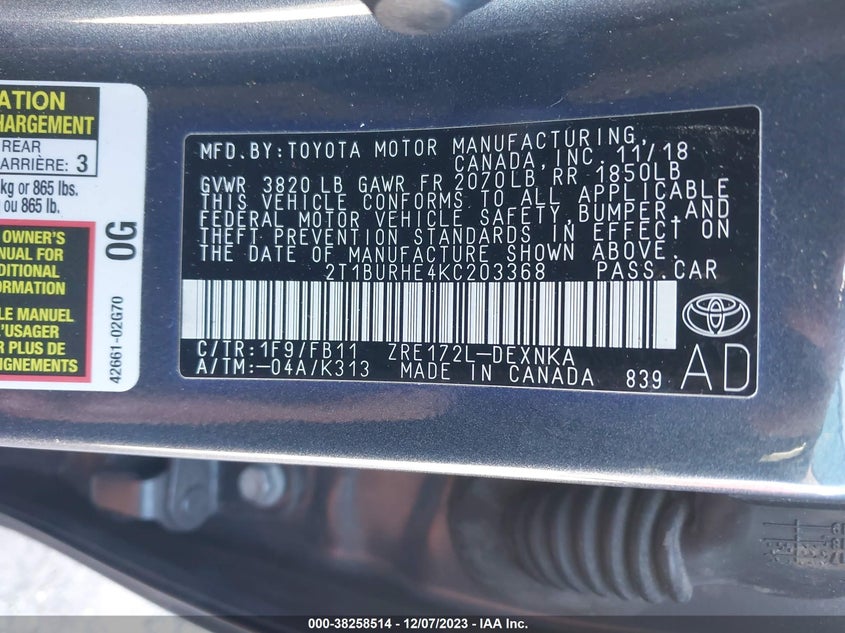 ATION
HARGEMENT
REAR
ARRIÈRE: 3
kg or 865 lbs.
ou 865 lb.
OWNER'S
NUAL FOR
DITIONAL
ORMATION
LE MANUEL
'USAGER
R PLUS DE
EIGNEMENTS
0G
42661-02G70
MFD.BY:TOYOTA MOTOR MANUFACTURING,
CANADA,INC. 11/18
GVWR 3820LB GAWR FR 2070LB, RR 1850LB
THIS VEHICLE CONFORMS TO ALL APPLICABLE
FEDERAL MOTOR VEHICLE SAFETY,BUMPER,AND
THEFT PREVENTION STANDARDS IN EFFECT ON
THE DATE OF MANUFACTURE SHOWN ABOVE.
2T1BURHE4KC203368 PASS.CAR
C/TR:1F9/FB11 ZRE172L-DEXNKA
A/TM:-04A/K313 MADE IN CANADA 839
AD
000-38258514 - 12/07/2023 - © IAA, Inc.